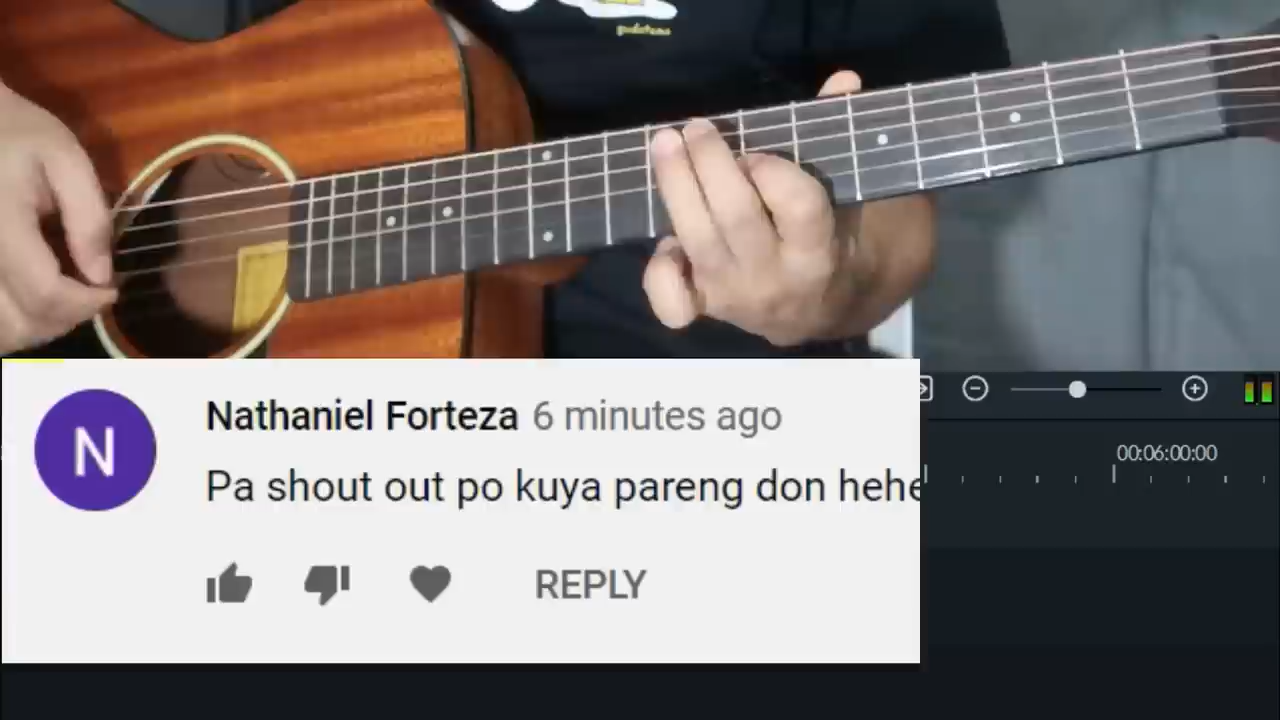 Nathaniel Forteza 6 minutes ago
00:06:00:00
Pa shout out po kuya pareng don hehe
REPLY